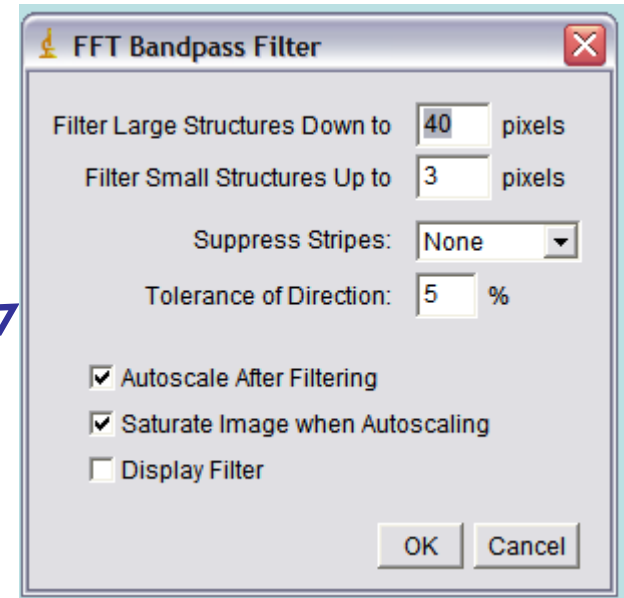 FFT Bandpass Filter
Filter Large Structures Down to 40 pixels
Filter Small Structures Up to 3 pixels
Suppress Stripes: None
Tolerance of Direction: 5 %
Autoscale After Filtering
Saturate Image when Autoscaling
Display Filter
OK Cancel